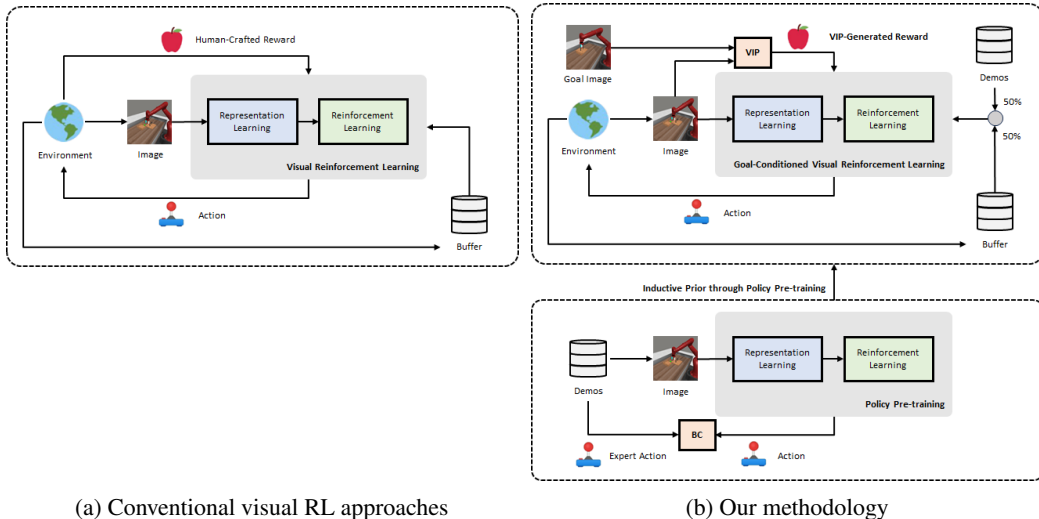 Human-Crafted Reward
Representation
Learning
Reinforcement
Learning
Environment
Image
Visual Reinforcement Learning
Action
Buffer
(a) Conventional visual RL approaches
Goal Image
VIP
VIP-Generated Reward
Demos
50%
50%
Representation
Learning
Reinforcement
Learning
Environment
Image
Goal-Conditioned Visual Reinforcement Learning
Action
Buffer
Inductive Prior through Policy Pre-training
Representation
Learning
Reinforcement
Learning
Demos
Image
Policy Pre-training
BC
Expert Action
Action
(b) Our methodology